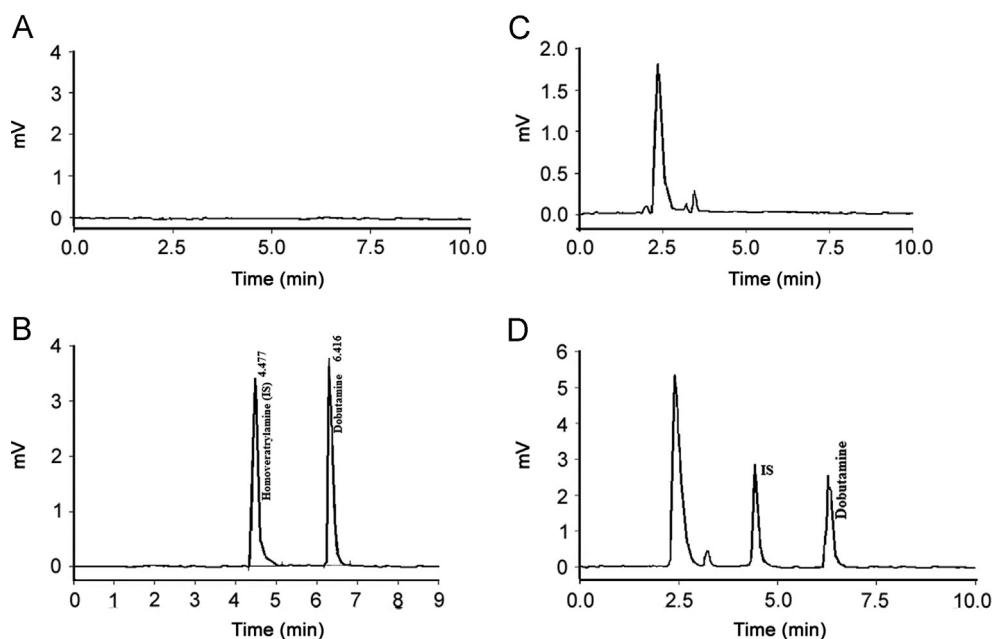 A
4
3
2
1
0
mV
0.0 2.5 5.0 7.5 10.0
Time (min)
C
2.0
1.5
1.0
0.5
0.0
mV
0.0 2.5 5.0 7.5 10.0
Time (min)
B
4
3
2
1
0
mV
Homoveratrylamine (IS) 4.477
Dobutamine 6.416
0 1 2 3 4 5 6 7 8 9
Time (min)
D
6
5
4
3
2
1
0
mV
IS
Dobutamine
0.0 2.5 5.0 7.5 10.0
Time (min)